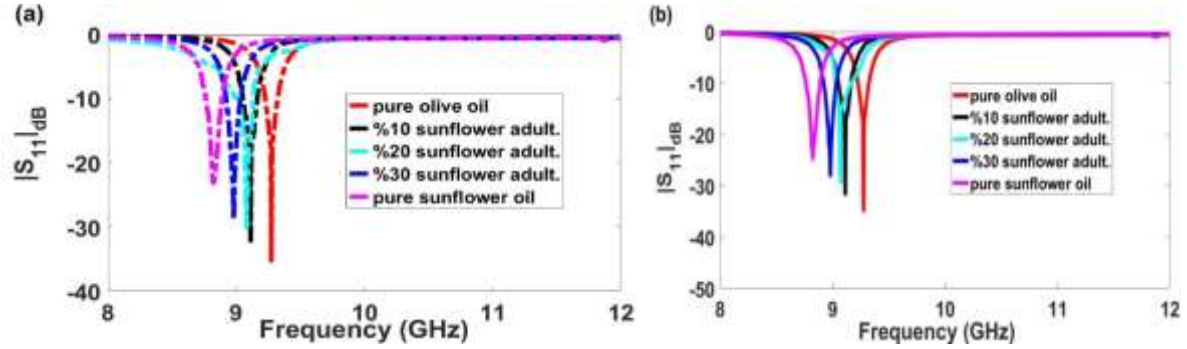 (a)
0
-10
-20
-30
-40
|S11|dB
pure olive oil
%10 sunflower adult.
%20 sunflower adult.
%30 sunflower adult.
pure sunflower oil
8 9 10 11 12
Frequency (GHz)
(b)
0
-10
-20
-30
-40
-50
|S11|dB
pure olive oil
%10 sunflower adult.
%20 sunflower adult.
%30 sunflower adult.
pure sunflower oil
8 9 10 11 12
Frequency (GHz)